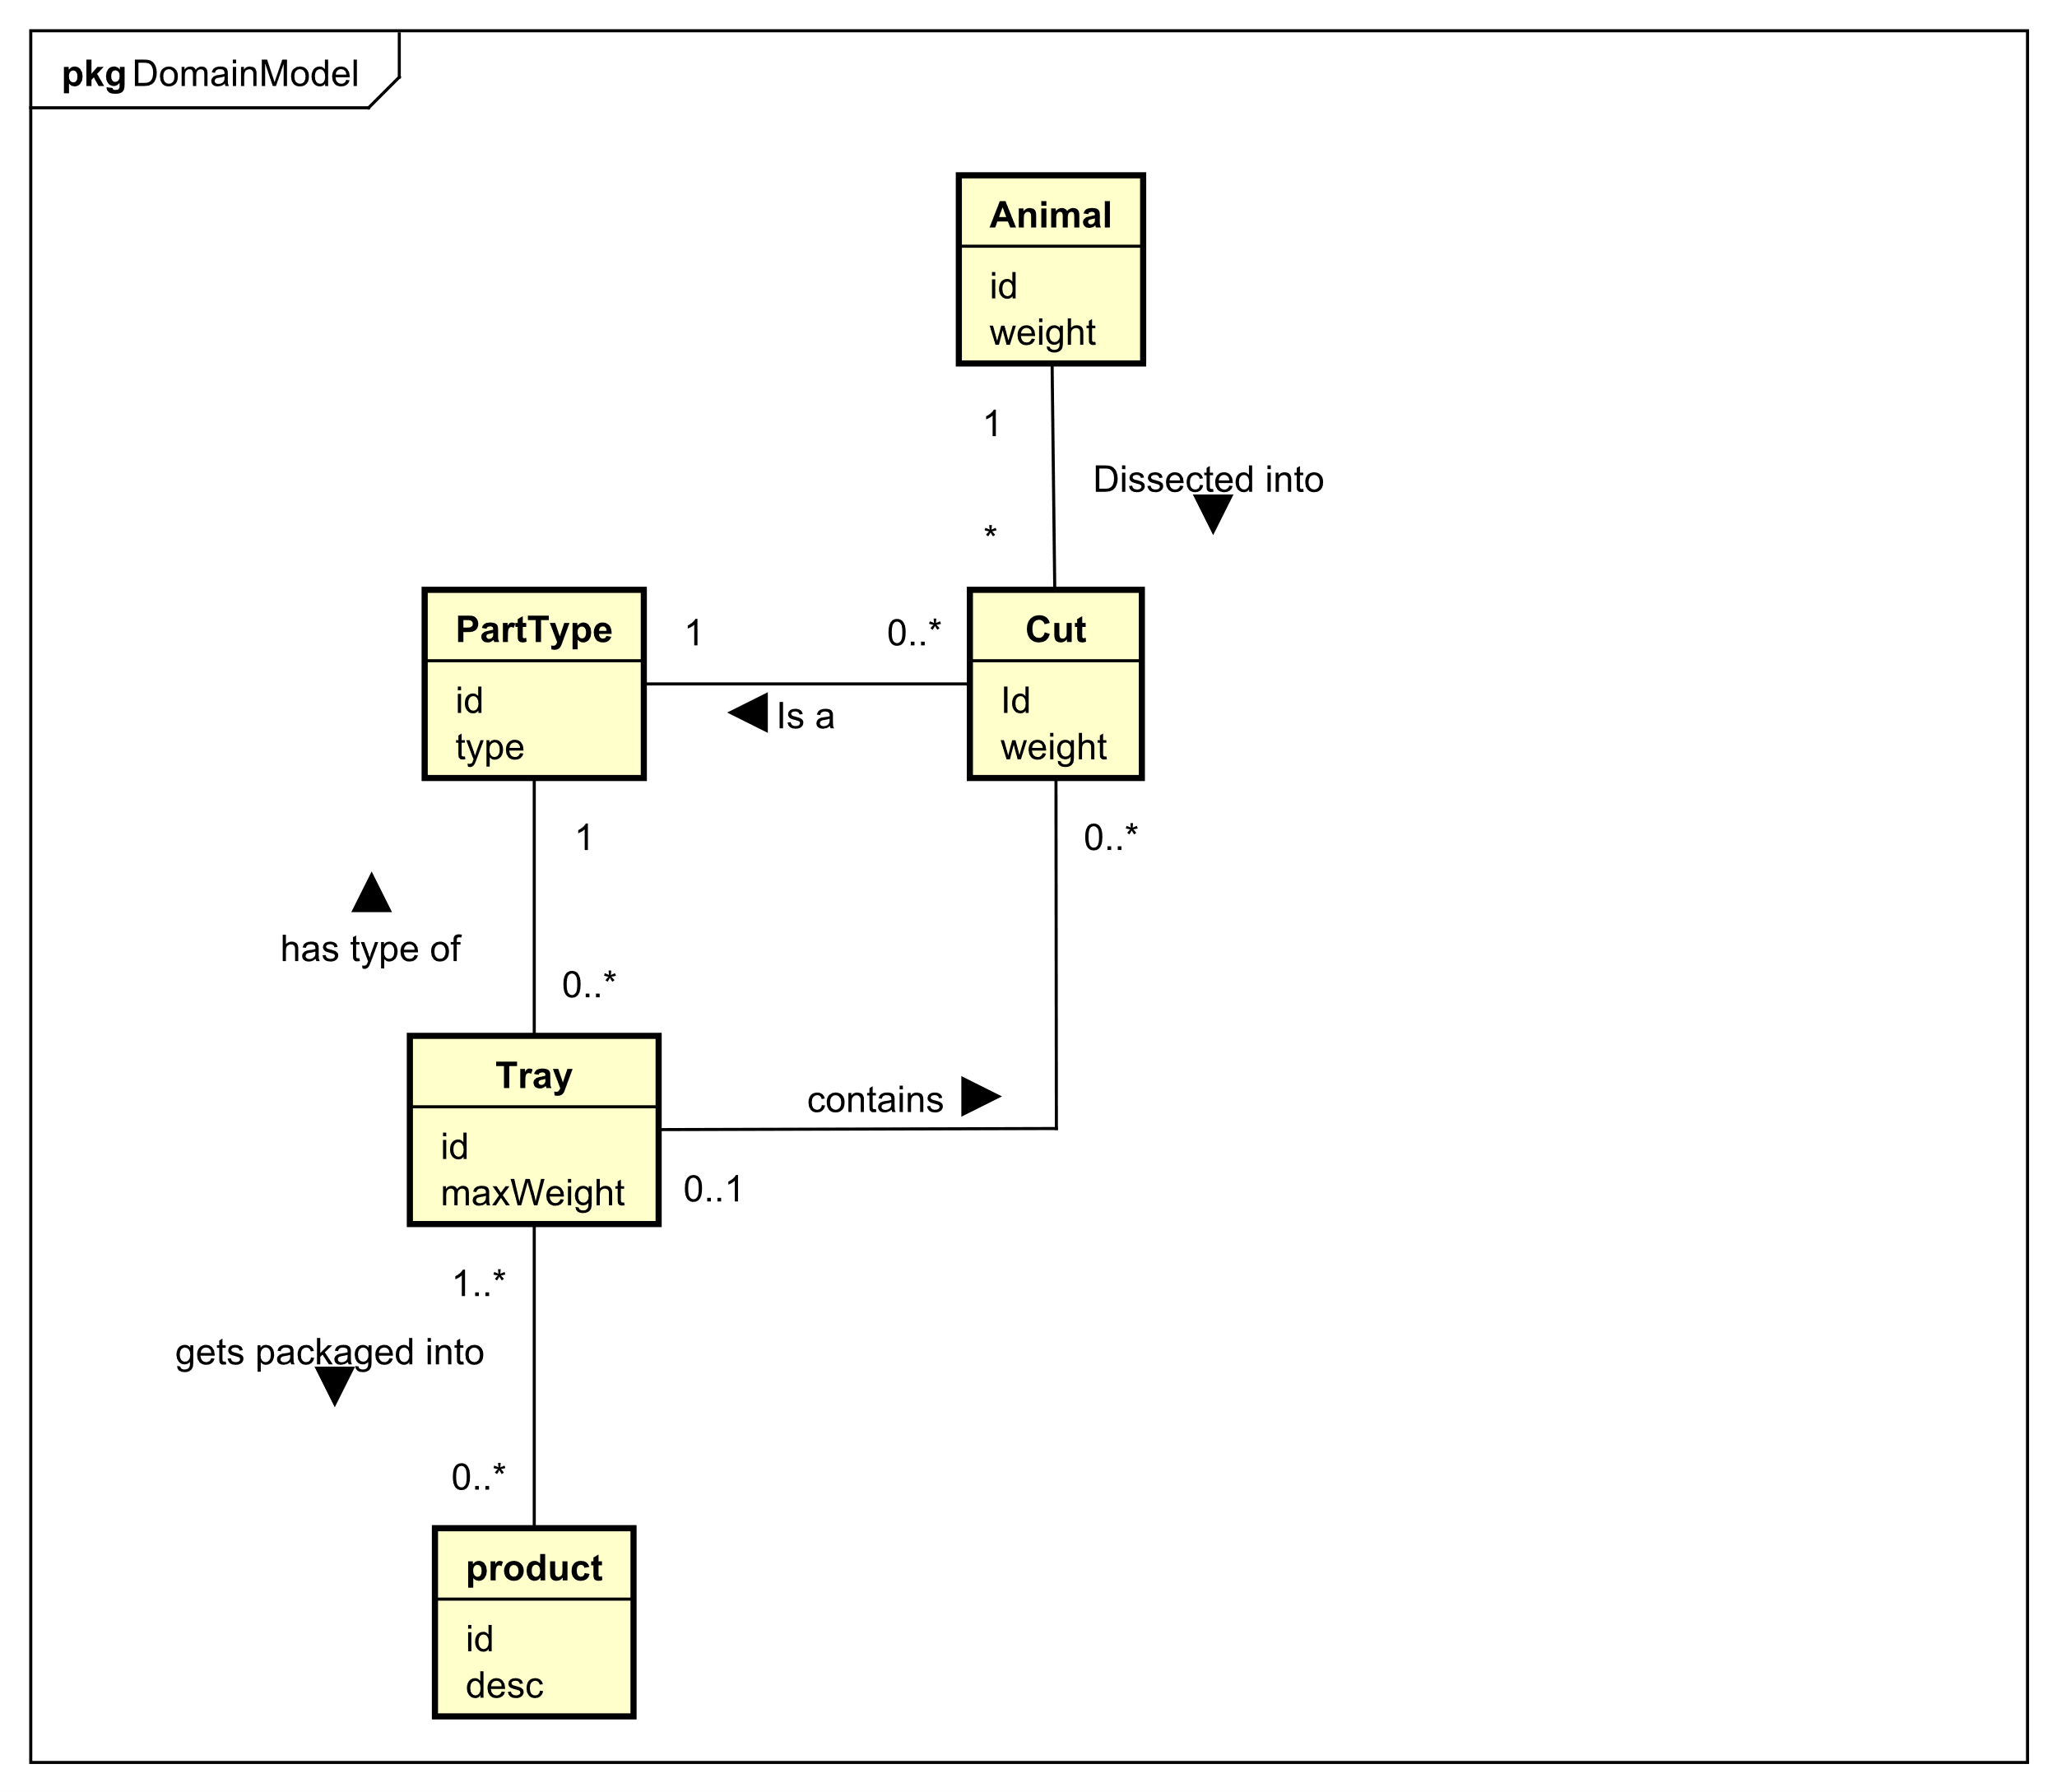 pkg DomainModel
Animal
id
weight
1
Dissected into
*
PartType
id
type
1
0..*
Is a
Cut
Id
weight
1
0..*
has type of
0..*
Tray
id
maxWeight
contains
0..1
1..*
gets packaged into
0..*
product
id
desc